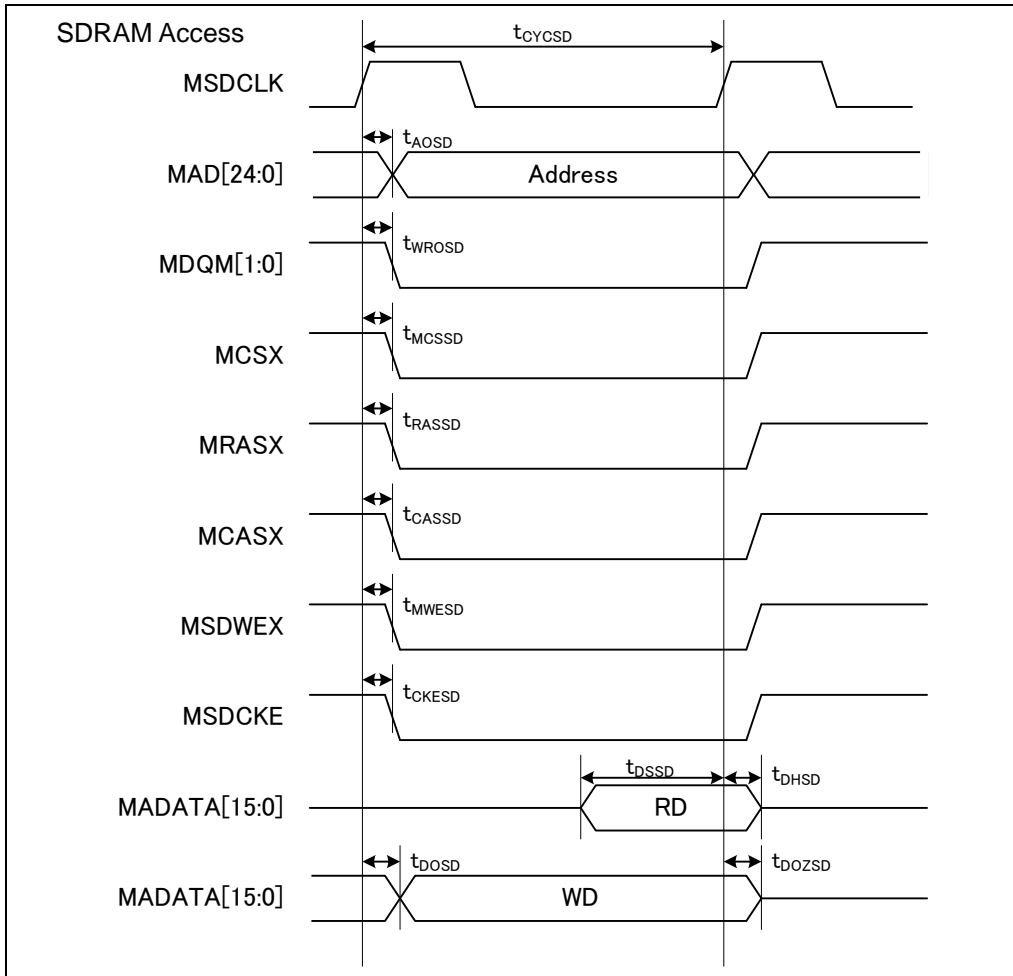 SDRAM Access
tCYCSD
MSDCLK
tAOSD
MAD[24:0]
Address
tWROSD
MDQM[1:0]
tMCSSD
MCSX
tRASSD
MRASX
tCASSD
MCASX
tMWESD
MSDWEX
tCKESD
MSDCKE
tDSSD
tDHSD
MADATA[15:0]
RD
tDOSD
tDOZSD
MADATA[15:0]
WD